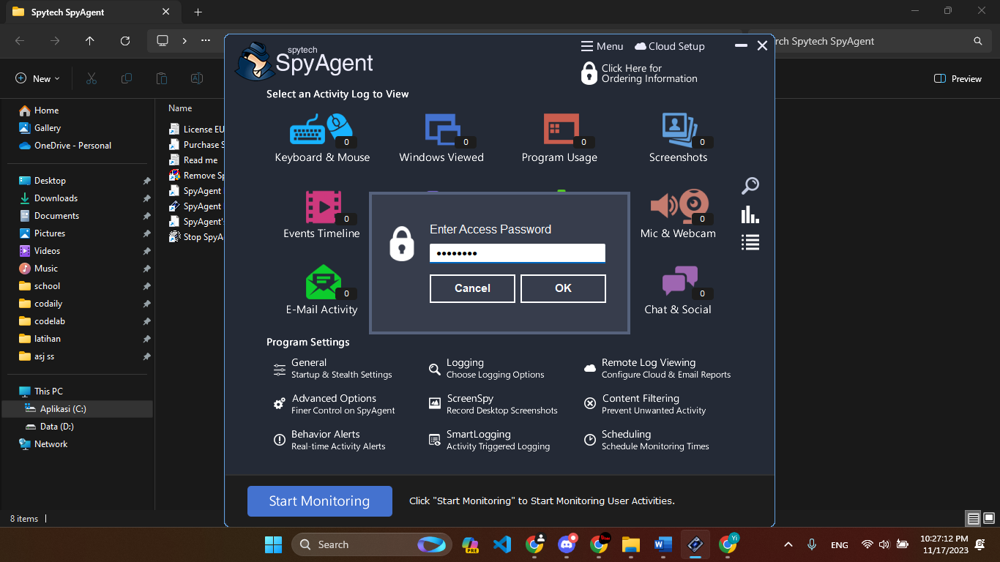 Spytech SpyAgent
rch Spytech SpyAgent
New
Preview
Home
Gallery
OneDrive - Personal
Desktop
Downloads
Documents
Pictures
Videos
Music
school
codaily
codelab
latihan
asj ss
This PC
Aplikasi (C:)
Data (D:)
Network
Name
License EU
Purchase S
Read me
Remove Sp
SpyAgent
SpyAgent
SpyAgent'
Stop SpyA
8 items
spytech
SpyAgent
Menu
Cloud Setup
Click Here for
Ordering Information
Select an Activity Log to View
0
0
0
0
Keyboard & Mouse
Windows Viewed
Program Usage
Screenshots
0
0
Events Timeline
Mic & Webcam
Enter Access Password
••••••••
Cancel
OK
0
0
E-Mail Activity
Chat & Social
Program Settings
General
Startup & Stealth Settings
Logging
Choose Logging Options
Remote Log Viewing
Configure Cloud & Email Reports
Advanced Options
Finer Control on SpyAgent
ScreenSpy
Record Desktop Screenshots
Content Filtering
Prevent Unwanted Activity
Behavior Alerts
Real-time Activity Alerts
SmartLogging
Activity Triggered Logging
Scheduling
Schedule Monitoring Times
Start Monitoring
Click "Start Monitoring" to Start Monitoring User Activities.
Search
PRE
Yi
ENG
10:27:12 PM
11/17/2023